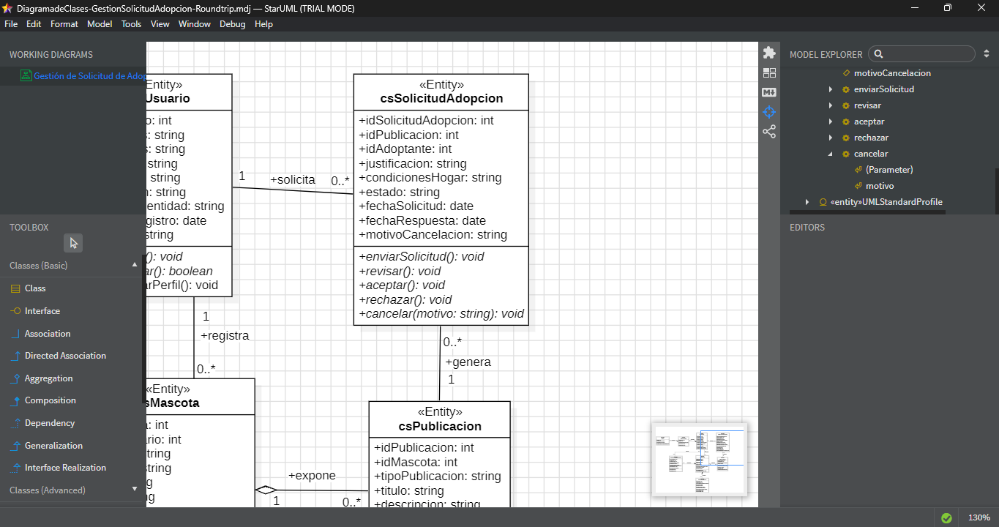 DiagramadeClases-GestionSolicitudAdopcion-Roundtrip.mdj — StarUML (TRIAL MODE)
File Edit Format Model Tools View Window Debug Help
WORKING DIAGRAMS
Gestión de Solicitud de Adop
TOOLBOX
Classes (Basic)
Class
Interface
Association
Directed Association
Aggregation
Composition
Dependency
Generalization
Interface Realization
Classes (Advanced)
Entity»
Usuario
o: int
s: string
s: string
string
string
n: string
entidad: string
gistro: date
string
(): void
ar(): boolean
arPerfil(): void
1
+solicita
0..*
«Entity»
csSolicitudAdopcion
+idSolicitudAdopcion: int
+idPublicacion: int
+idAdoptante: int
+justificacion: string
+condicionesHogar: string
+estado: string
+fechaSolicitud: date
+fechaRespuesta: date
+motivoCancelacion: string
+enviarSolicitud(): void
+revisar(): void
+aceptar(): void
+rechazar(): void
+cancelar(motivo: string): void
1
+registra
0..*
0..*
+genera
1
«Entity»
sMascota
a: int
rio: int
tring
string
g
ng
+expone
1
0..*
«Entity»
csPublicacion
+idPublicacion: int
+idMascota: int
+tipoPublicacion: string
+titulo: string
+descripcion: string
MODEL EXPLORER
motivoCancelacion
enviarSolicitud
revisar
aceptar
rechazar
cancelar
(Parameter)
motivo
«entity»UMLStandardProfile
EDITORS
130%